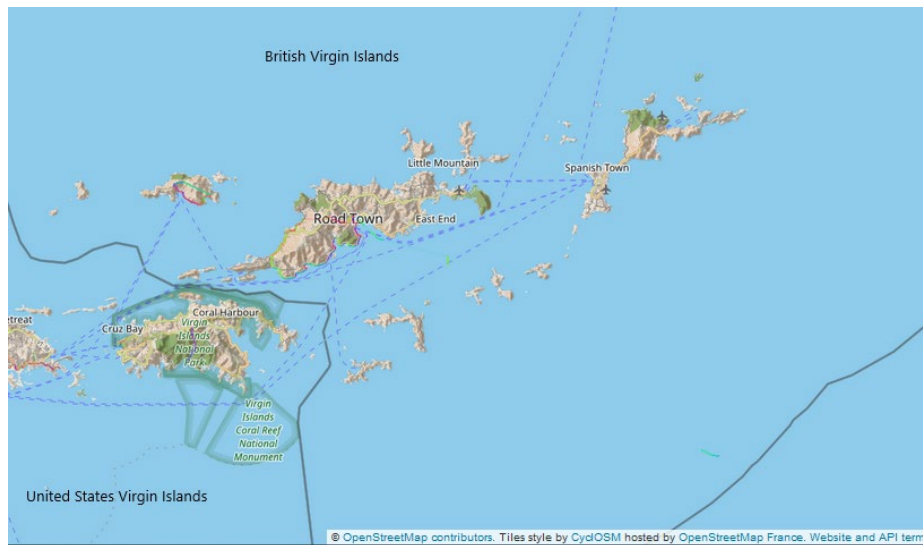 British Virgin Islands
Little Mountain
Spanish Town
Road Town
East End
etreat
Cruz Bay
Coral Harbour
Virgin
Islands
National
Park
Virgin
Islands
Coral Reef
National
Monument
United States Virgin Islands
© OpenStreetMap contributors. Tiles style by CyclOSM hosted by OpenStreetMap France. Website and API term